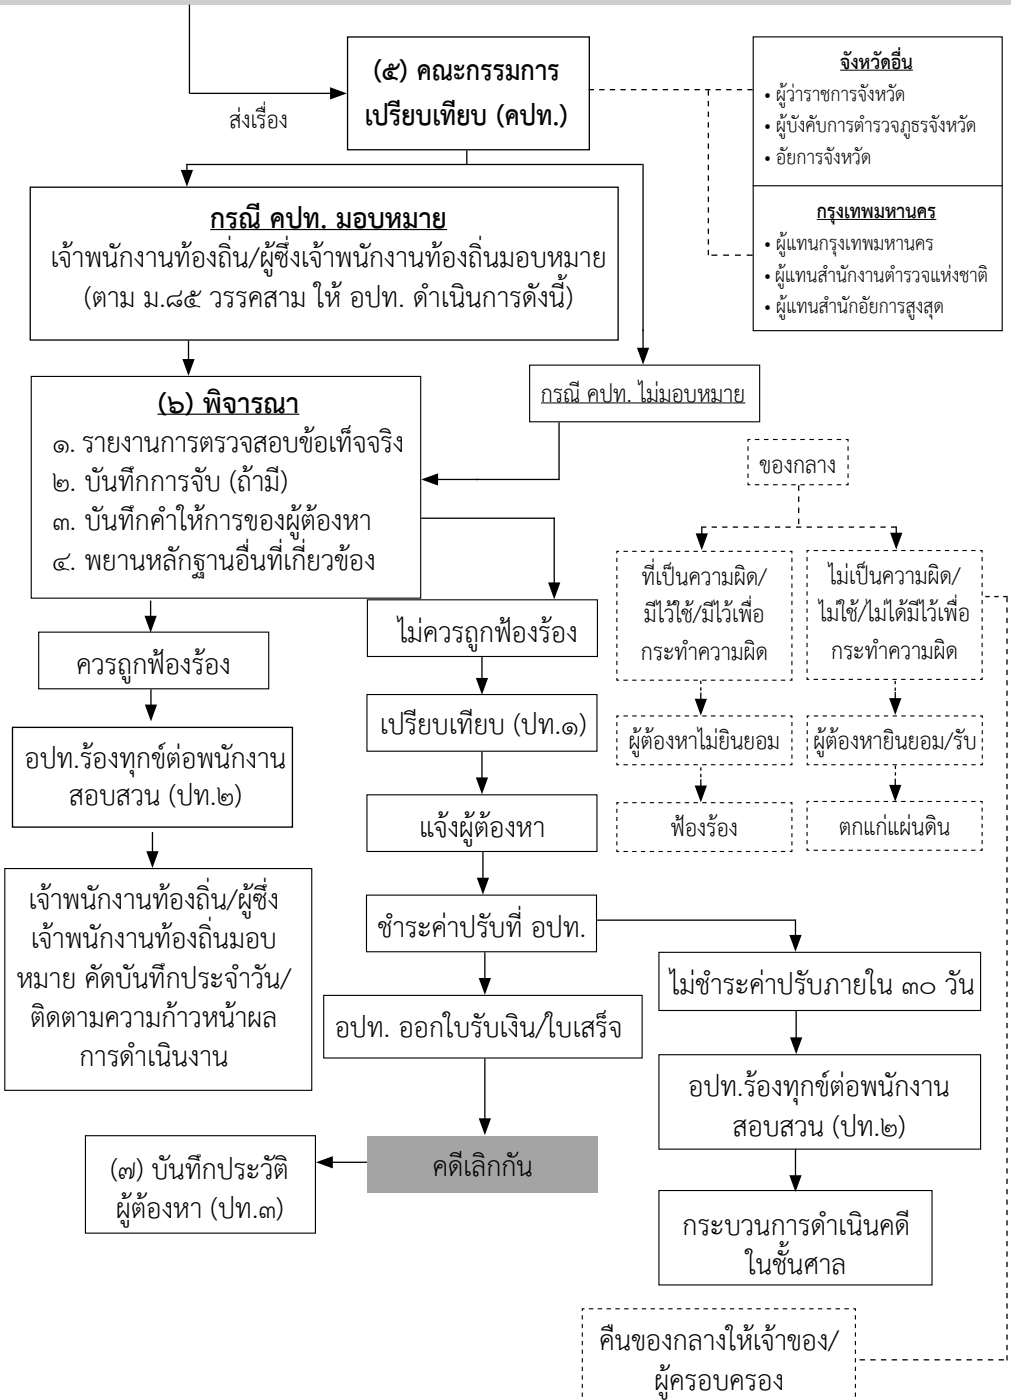 (๕) คณะกรรมการ
เปรียบเทียบ (คปท.)
ส่งเรื่อง
จังหวัดอื่น
• ผู้ว่าราชการจังหวัด
• ผู้บังคับการตำรวจภูธรจังหวัด
• อัยการจังหวัด
กรุงเทพมหานคร
• ผู้แทนกรุงเทพมหานคร
• ผู้แทนสำนักงานตำรวจแห่งชาติ
• ผู้แทนสำนักอัยการสูงสุด
กรณี คปท. มอบหมาย
เจ้าพนักงานท้องถิ่น/ผู้ซึ่งเจ้าพนักงานท้องถิ่นมอบหมาย
(ตาม ม.๘๕ วรรคสาม ให้ อปท. ดำเนินการดังนี้)
กรณี คปท. ไม่มอบหมาย
(๖) พิจารณา
๑. รายงานการตรวจสอบข้อเท็จจริง
๒. บันทึกการจับ (ถ้ามี)
๓. บันทึกคำให้การของผู้ต้องหา
๔. พยานหลักฐานอื่นที่เกี่ยวข้อง
ของกลาง
ที่เป็นความผิด/
มีไว้ใช้/มีไว้เพื่อ
กระทำความผิด
ไม่เป็นความผิด/
ไม่ใช้/ไม่ได้มีไว้เพื่อ
กระทำความผิด
ผู้ต้องหาไม่ยินยอม
ผู้ต้องหายินยอม/รับ
ฟ้องร้อง
ตกแก่แผ่นดิน
ควรถูกฟ้องร้อง
อปท.ร้องทุกข์ต่อพนักงาน
สอบสวน (ปท.๒)
เจ้าพนักงานท้องถิ่น/ผู้ซึ่ง
เจ้าพนักงานท้องถิ่นมอบ
หมาย คัดบันทึกประจำวัน/
ติดตามความก้าวหน้าผล
การดำเนินงาน
ไม่ควรถูกฟ้องร้อง
เปรียบเทียบ (ปท.๑)
แจ้งผู้ต้องหา
ชำระค่าปรับที่ อปท.
อปท. ออกใบรับเงิน/ใบเสร็จ
คดีเลิกกัน
(๗) บันทึกประวัติ
ผู้ต้องหา (ปท.๓)
ไม่ชำระค่าปรับภายใน ๓๐ วัน
อปท.ร้องทุกข์ต่อพนักงาน
สอบสวน (ปท.๒)
กระบวนการดำเนินคดี
ในชั้นศาล
คืนของกลางให้เจ้าของ/
ผู้ครอบครอง